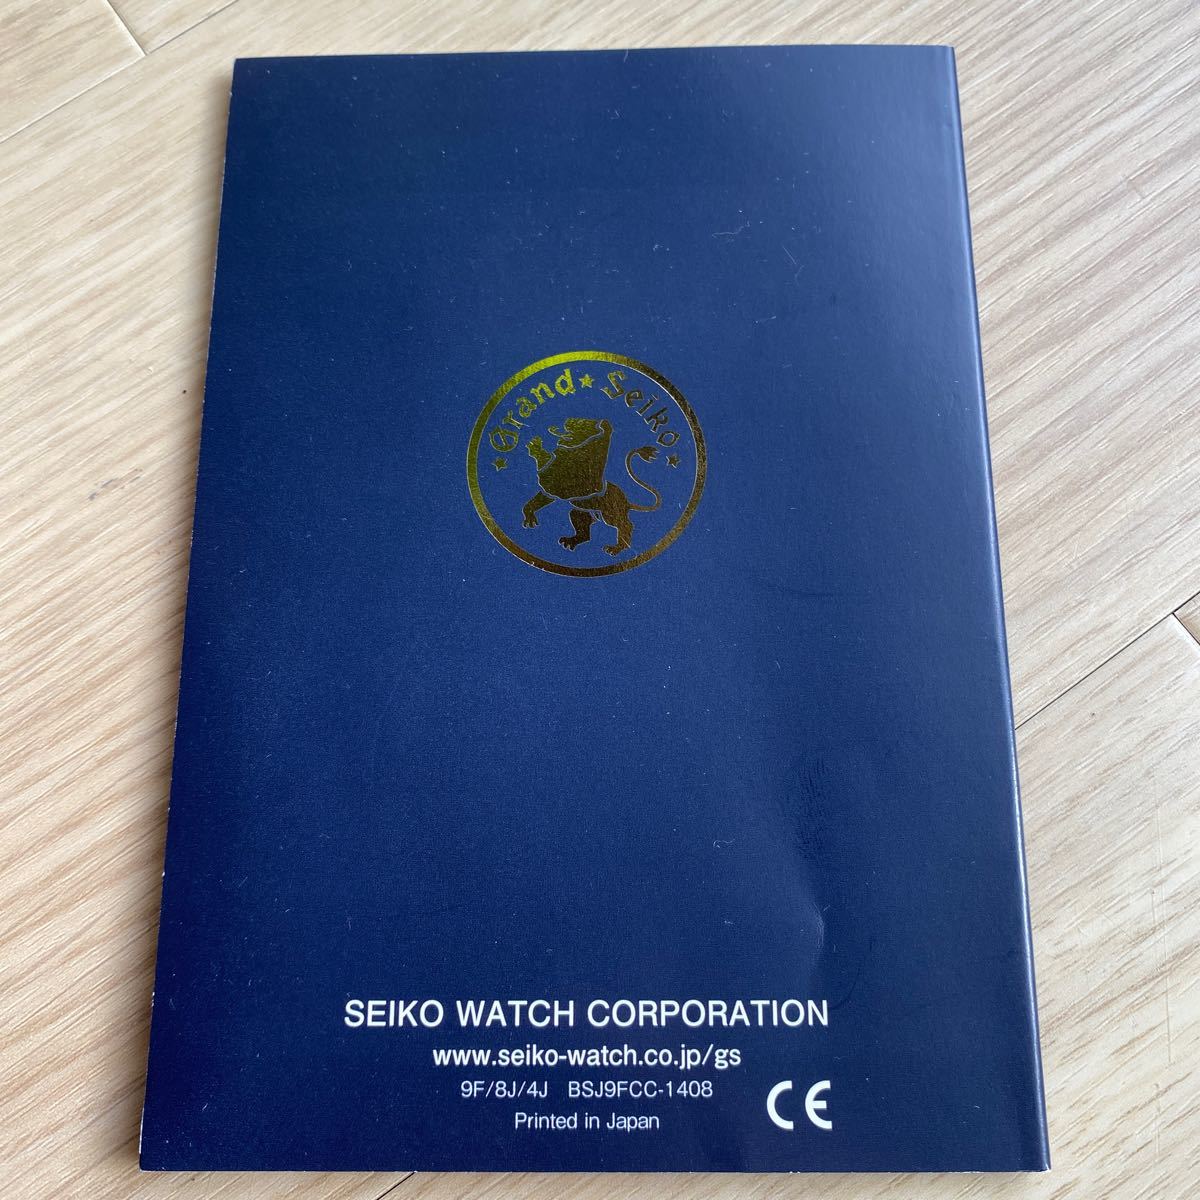 ★Grand★Seiko★
SEIKO WATCH CORPORATION
www.seiko-watch.co.jp/gs
9F/8J/4J BSJ9FCC-1408
Printed in Japan
CE